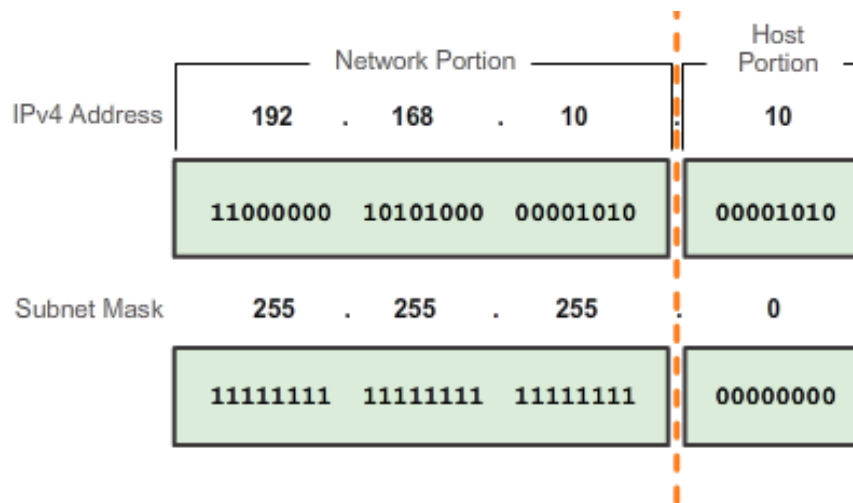 Network Portion
Host
Portion
IPv4 Address 192 . 168 . 10 . 10
11000000 10101000 00001010 00001010
Subnet Mask 255 . 255 . 255 . 0
11111111 11111111 11111111 00000000